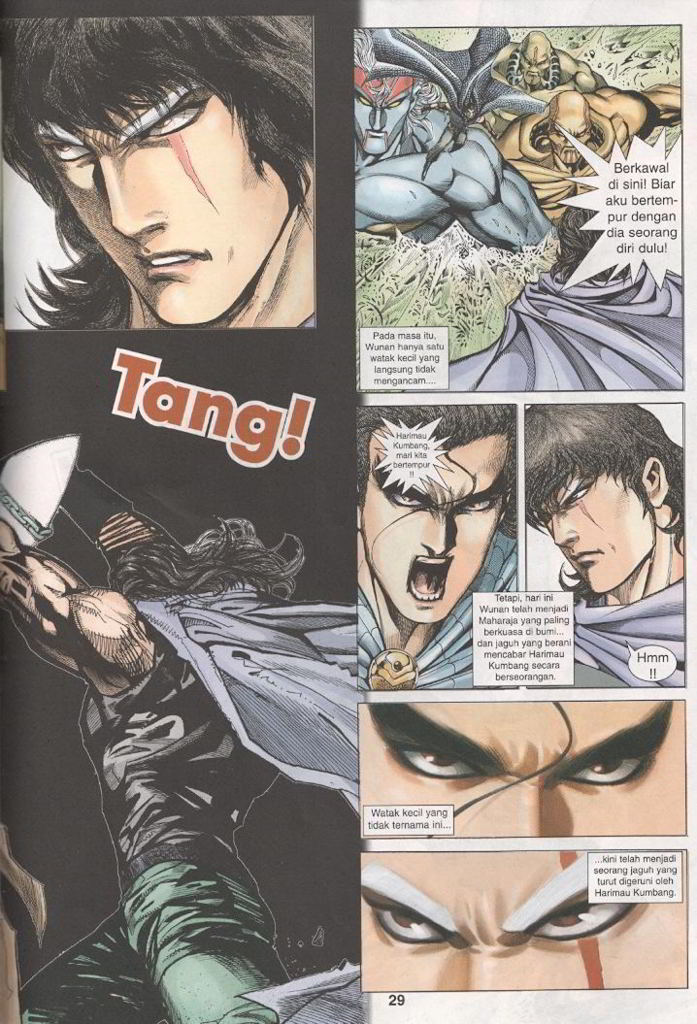 Tang!
Berkawal
di sini! Biar
aku bertem-
pur dengan
dia seorang
diri dulu!
Pada masa itu,
Wunan hanya satu
watak kecil yang
langsung tidak
mengancam....
Harimau
Kumbang,
mari kita
bertempur
!!
Tetapi, hari ini
Wunan telah menjadi
Maharaja yang paling
berkuasa di bumi...
dan jaguh yang berani
mencabar Harimau
Kumbang secara
berseorangan.
Hmm
!!
Watak kecil yang
tidak ternama ini...
...kini telah menjadi
seorang jaguh yang
turut digeruni oleh
Harimau Kumbang.
29